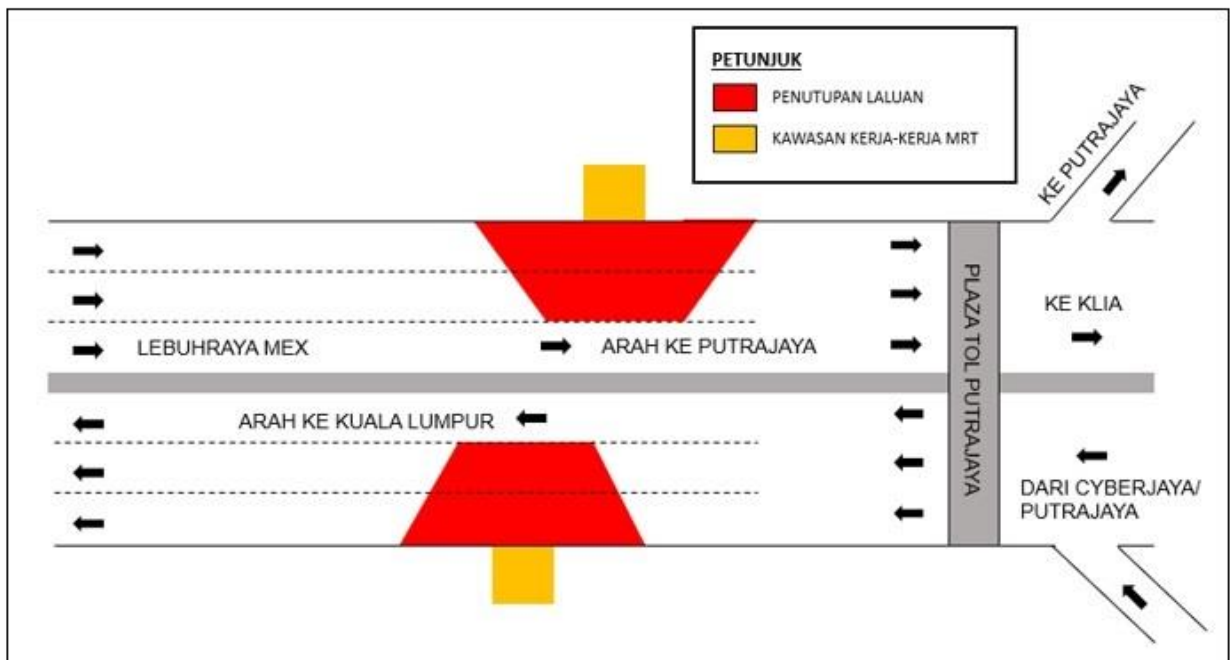 PETUNJUK
PENUTUPAN LALUAN
KAWASAN KERJA-KERJA MRT
KE PUTRAJAYA
LEBUHRAYA MEX
ARAH KE PUTRAJAYA
PLAZA TOL PUTRAJAYA
KE KLIA
ARAH KE KUALA LUMPUR
DARI CYBERJAYA/
PUTRAJAYA